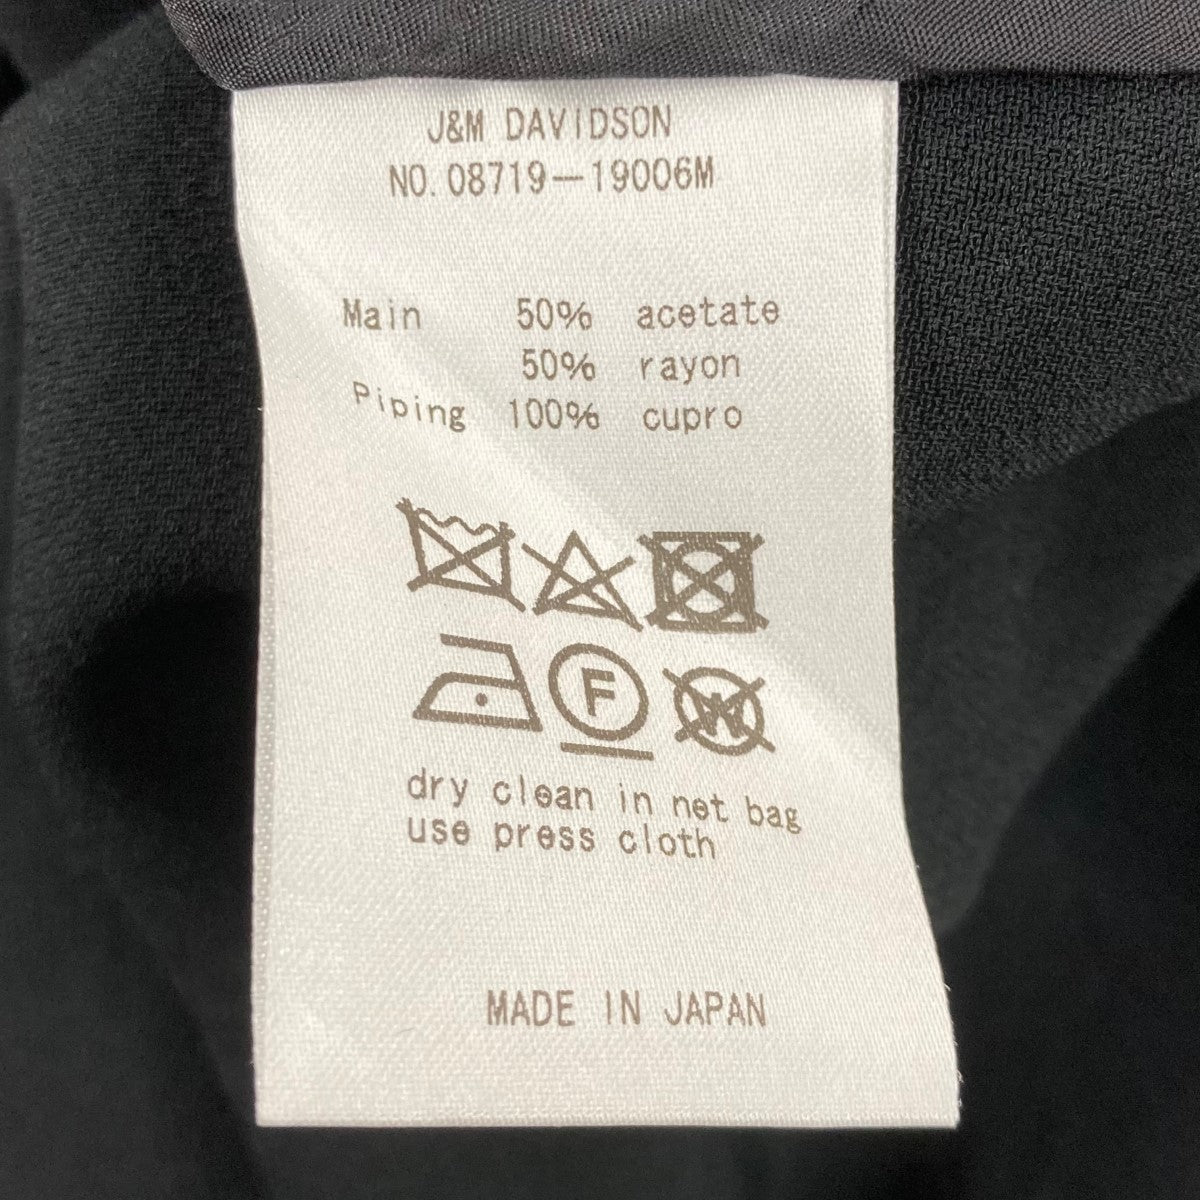 J&M DAVIDSON
NO. 08719-19006M
Main 50% acetate
50% rayon
Piping 100% cupro
F W
dry clean in net bag
use press cloth
MADE IN JAPAN